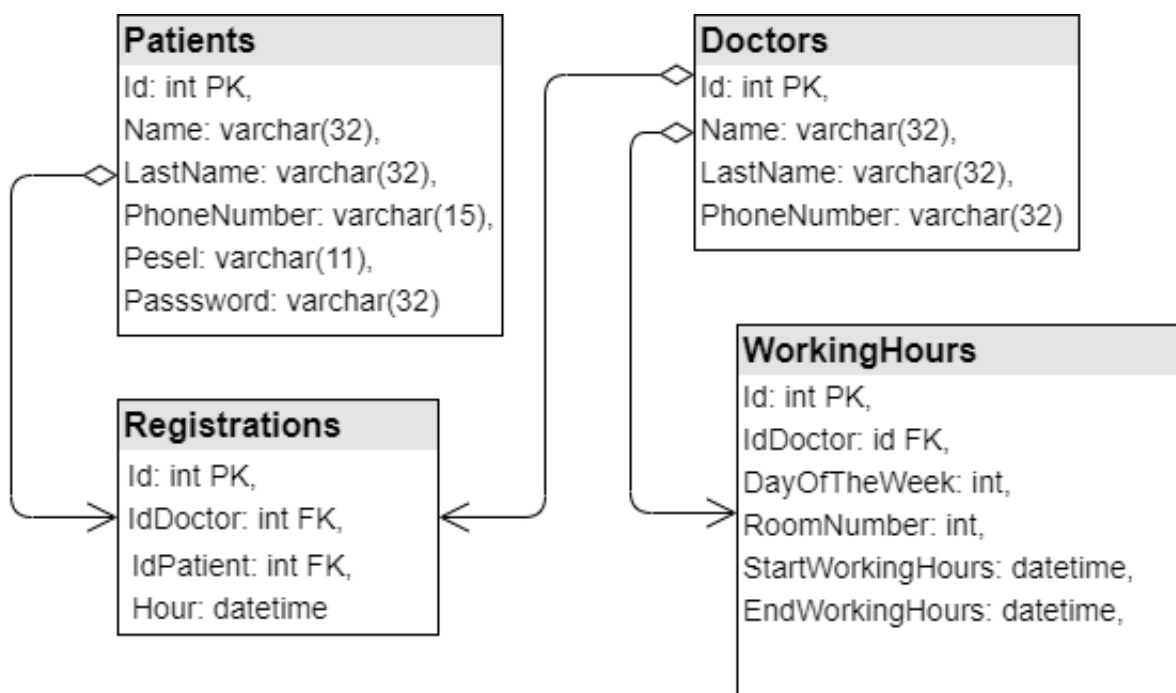 Patients
Id: int PK,
Name: varchar(32),
LastName: varchar(32),
PhoneNumber: varchar(15),
Pesel: varchar(11),
Passsword: varchar(32)
Doctors
Id: int PK,
Name: varchar(32),
LastName: varchar(32),
PhoneNumber: varchar(32)
Registrations
Id: int PK,
IdDoctor: int FK,
IdPatient: int FK,
Hour: datetime
WorkingHours
Id: int PK,
IdDoctor: id FK,
DayOfTheWeek: int,
RoomNumber: int,
StartWorkingHours: datetime,
EndWorkingHours: datetime,